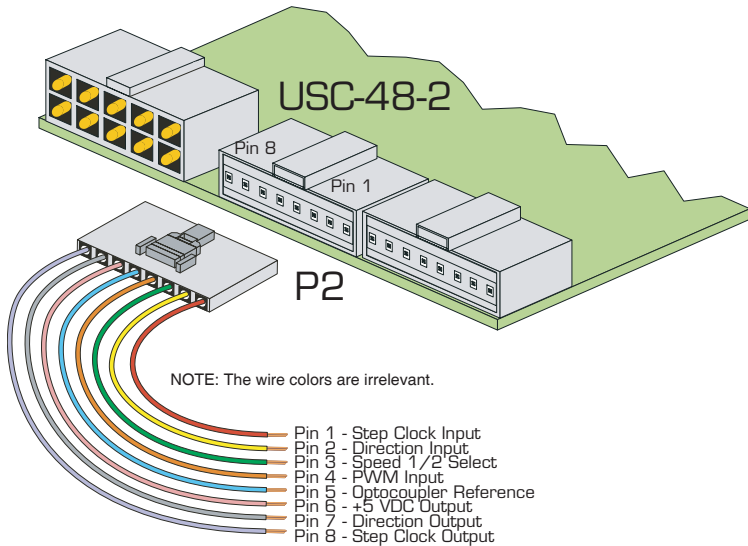 USC-48-2
Pin 8
Pin 1
P2
NOTE: The wire colors are irrelevant.
Pin 1 - Step Clock Input
Pin 2 - Direction Input
Pin 3 - Speed 1/2 Select
Pin 4 - PWM Input
Pin 5 - Optocoupler Reference
Pin 6 - +5 VDC Output
Pin 7 - Direction Output
Pin 8 - Step Clock Output